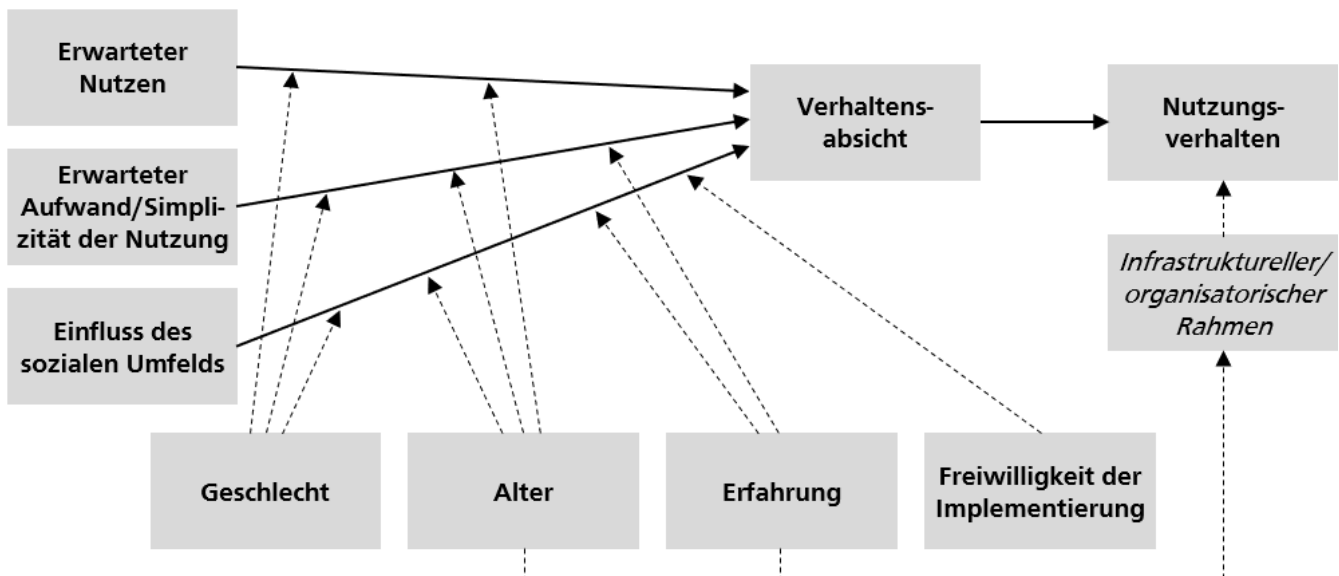 Erwarteter
Nutzen
Erwarteter
Aufwand/Simpli-
zität der Nutzung
Einfluss des
sozialen Umfelds
Verhaltens-
absicht
Nutzungs-
verhalten
Infrastruktureller/
organisatorischer
Rahmen
Geschlecht
Alter
Erfahrung
Freiwilligkeit der
Implementierung